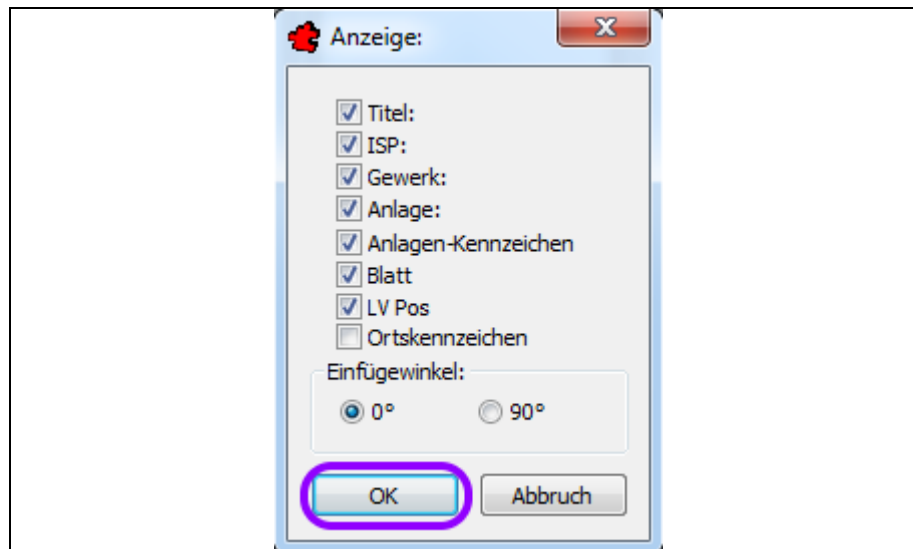 Anzeige:
Titel:
ISP:
Gewerk:
Anlage:
Anlagen-Kennzeichen
Blatt
LV Pos
Ortskennzeichen
Einfügewinkel:
0° 90°
OK Abbruch